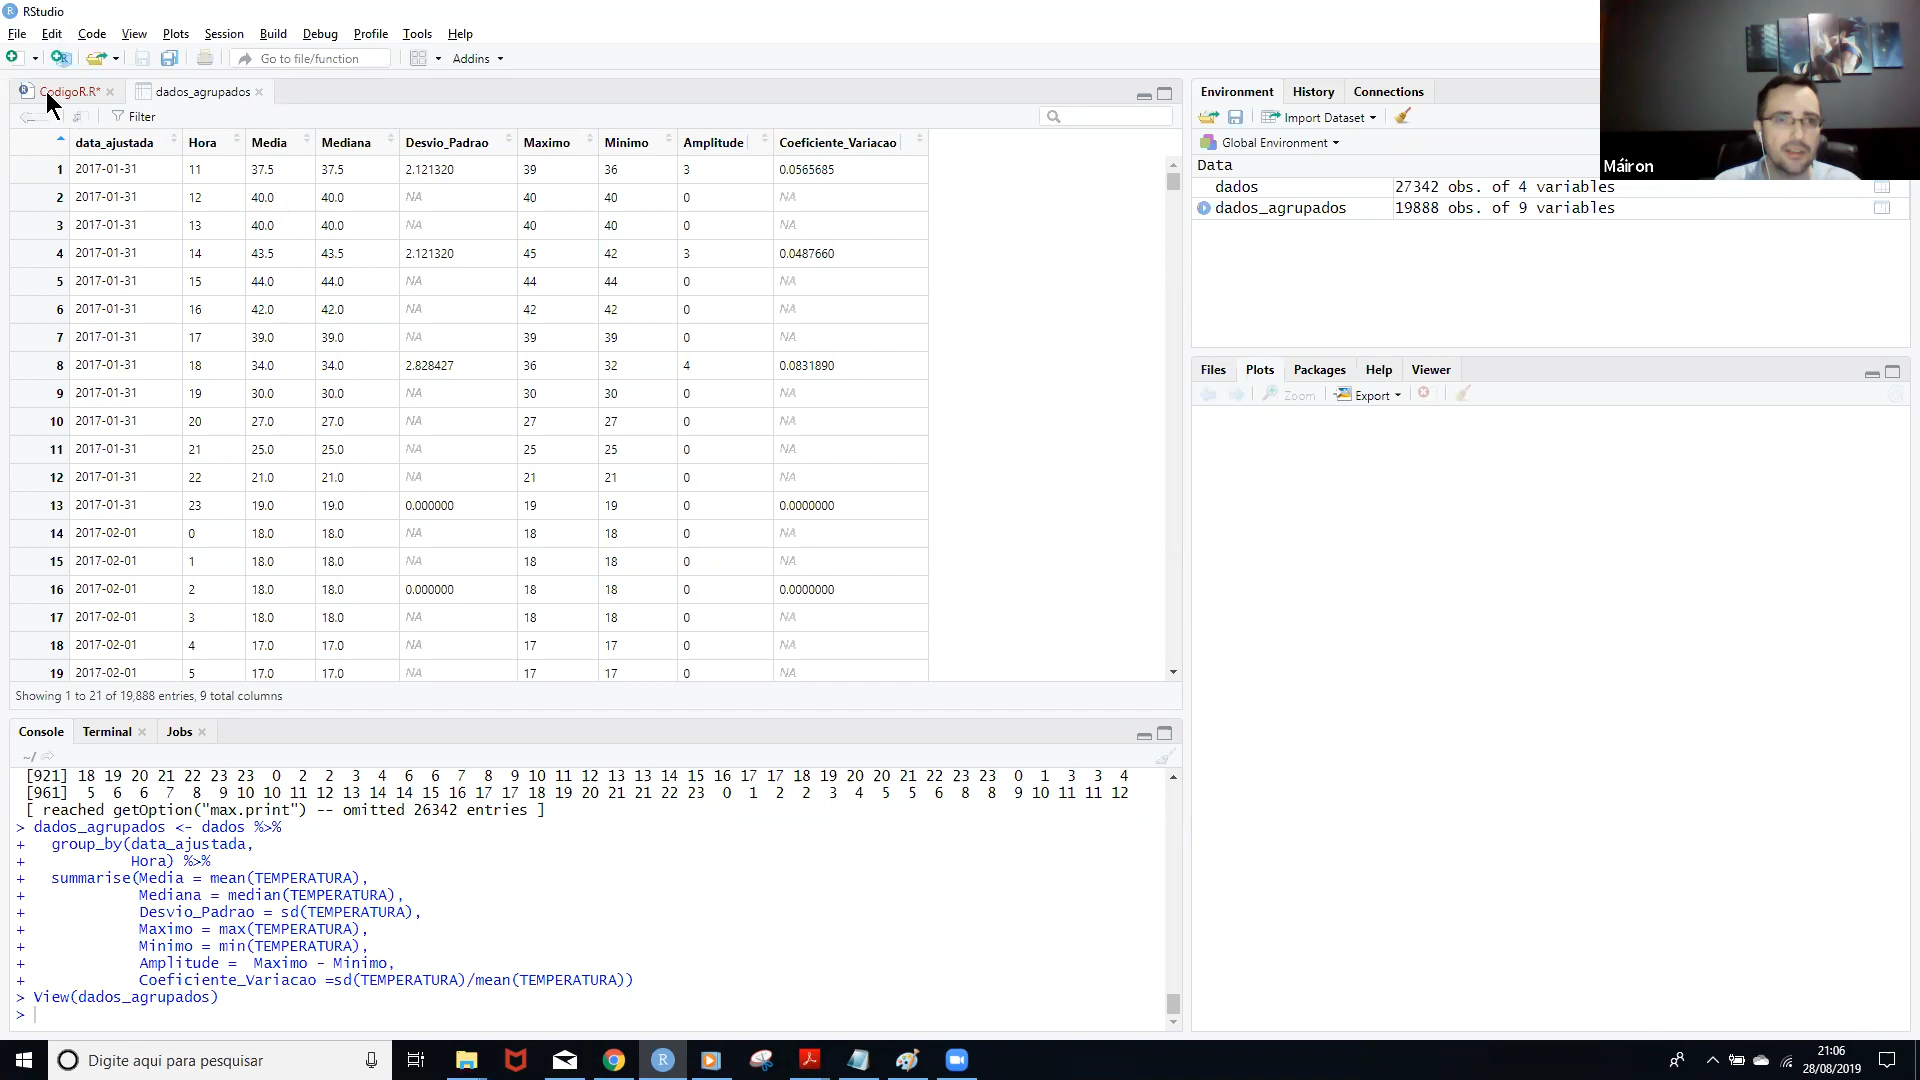 RStudio
File Edit Code View Plots Session Build Debug Profile Tools Help
Go to file/function Addins
CodigoR.R* dados_agrupados
Filter
data_ajustada Hora Media Mediana Desvio_Padrao Maximo Minimo Amplitude Coeficiente_Variacao
1 2017-01-31 11 37.5 37.5 2.121320 39 36 3 0.0565685
2 2017-01-31 12 40.0 40.0 NA 40 40 0 NA
3 2017-01-31 13 40.0 40.0 NA 40 40 0 NA
4 2017-01-31 14 43.5 43.5 2.121320 45 42 3 0.0487660
5 2017-01-31 15 44.0 44.0 NA 44 44 0 NA
6 2017-01-31 16 42.0 42.0 NA 42 42 0 NA
7 2017-01-31 17 39.0 39.0 NA 39 39 0 NA
8 2017-01-31 18 34.0 34.0 2.828427 36 32 4 0.0831890
9 2017-01-31 19 30.0 30.0 NA 30 30 0 NA
10 2017-01-31 20 27.0 27.0 NA 27 27 0 NA
11 2017-01-31 21 25.0 25.0 NA 25 25 0 NA
12 2017-01-31 22 21.0 21.0 NA 21 21 0 NA
13 2017-01-31 23 19.0 19.0 0.000000 19 19 0 0.0000000
14 2017-02-01 0 18.0 18.0 NA 18 18 0 NA
15 2017-02-01 1 18.0 18.0 NA 18 18 0 NA
16 2017-02-01 2 18.0 18.0 0.000000 18 18 0 0.0000000
17 2017-02-01 3 18.0 18.0 NA 18 18 0 NA
18 2017-02-01 4 17.0 17.0 NA 17 17 0 NA
19 2017-02-01 5 17.0 17.0 NA 17 17 0 NA
Showing 1 to 21 of 19,888 entries, 9 total columns
Console Terminal Jobs
~/
[921] 18 19 20 21 22 23 23 0 2 2 3 4 6 6 7 8 9 10 11 12 13 13 14 15 16 17 17 18 19 20 20 21 22 23 23 0 1 3 3 4
[961] 5 6 6 7 8 9 10 10 11 12 13 14 14 15 16 17 17 18 19 20 21 21 22 23 0 1 2 2 3 4 5 5 6 8 8 9 10 11 11 12
[ reached getOption("max.print") -- omitted 26342 entries ]
> dados_agrupados <- dados %>%
+ group_by(data_ajustada,
+ Hora) %>%
+ summarise(Media = mean(TEMPERATURA),
+ Mediana = median(TEMPERATURA),
+ Desvio_Padrao = sd(TEMPERATURA),
+ Maximo = max(TEMPERATURA),
+ Minimo = min(TEMPERATURA),
+ Amplitude = Maximo - Minimo,
+ Coeficiente_Variacao =sd(TEMPERATURA)/mean(TEMPERATURA))
> View(dados_agrupados)
>
Environment History Connections
Import Dataset
Global Environment
Data
dados 27342 obs. of 4 variables
dados_agrupados 19888 obs. of 9 variables
Files Plots Packages Help Viewer
Zoom Export
Máiron
Digite aqui para pesquisar
21:06
28/08/2019